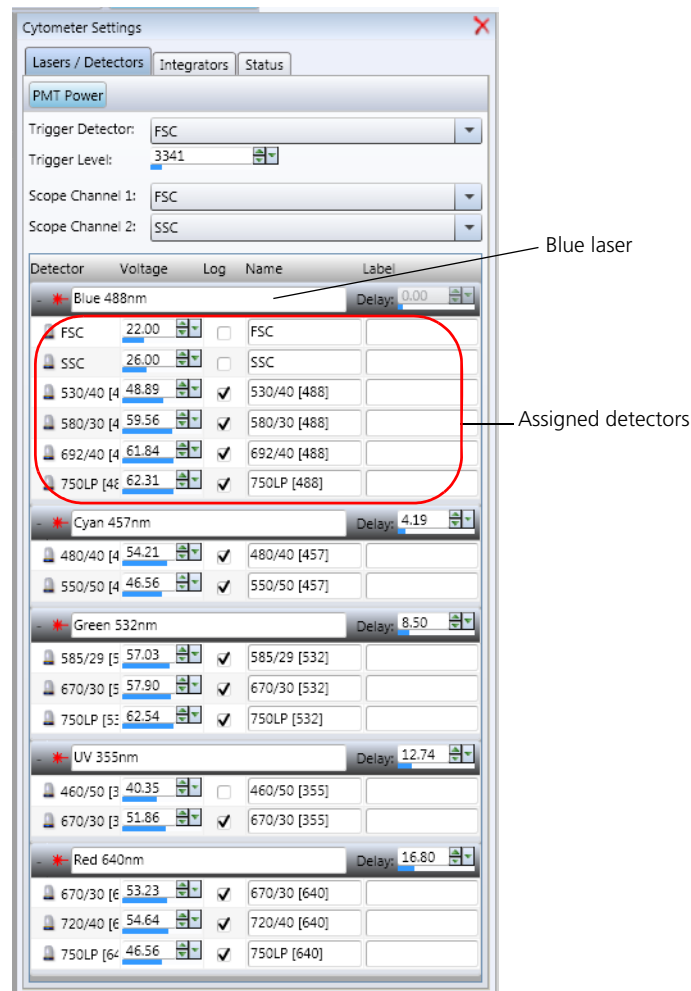 Cytometer Settings
Lasers / Detectors Integrators Status
PMT Power
Trigger Detector: FSC
Trigger Level: 3341
Scope Channel 1: FSC
Scope Channel 2: SSC
Blue laser
Detector Voltage Log Name Label
- Blue 488nm Delay: 0.00
FSC 22.00 FSC
SSC 26.00 SSC
530/40 [4 48.89 530/40 [488]
Assigned detectors
580/30 [4 59.56 580/30 [488]
692/40 [4 61.84 692/40 [488]
750LP [48 62.31 750LP [488]
- Cyan 457nm Delay: 4.19
480/40 [4 54.21 480/40 [457]
550/50 [4 46.56 550/50 [457]
- Green 532nm Delay: 8.50
585/29 [5 57.03 585/29 [532]
670/30 [5 57.90 670/30 [532]
750LP [53 62.54 750LP [532]
- UV 355nm Delay: 12.74
460/50 [3 40.35 460/50 [355]
670/30 [3 51.86 670/30 [355]
- Red 640nm Delay: 16.80
670/30 [6 53.23 670/30 [640]
720/40 [6 54.64 720/40 [640]
750LP [64 46.56 750LP [640]